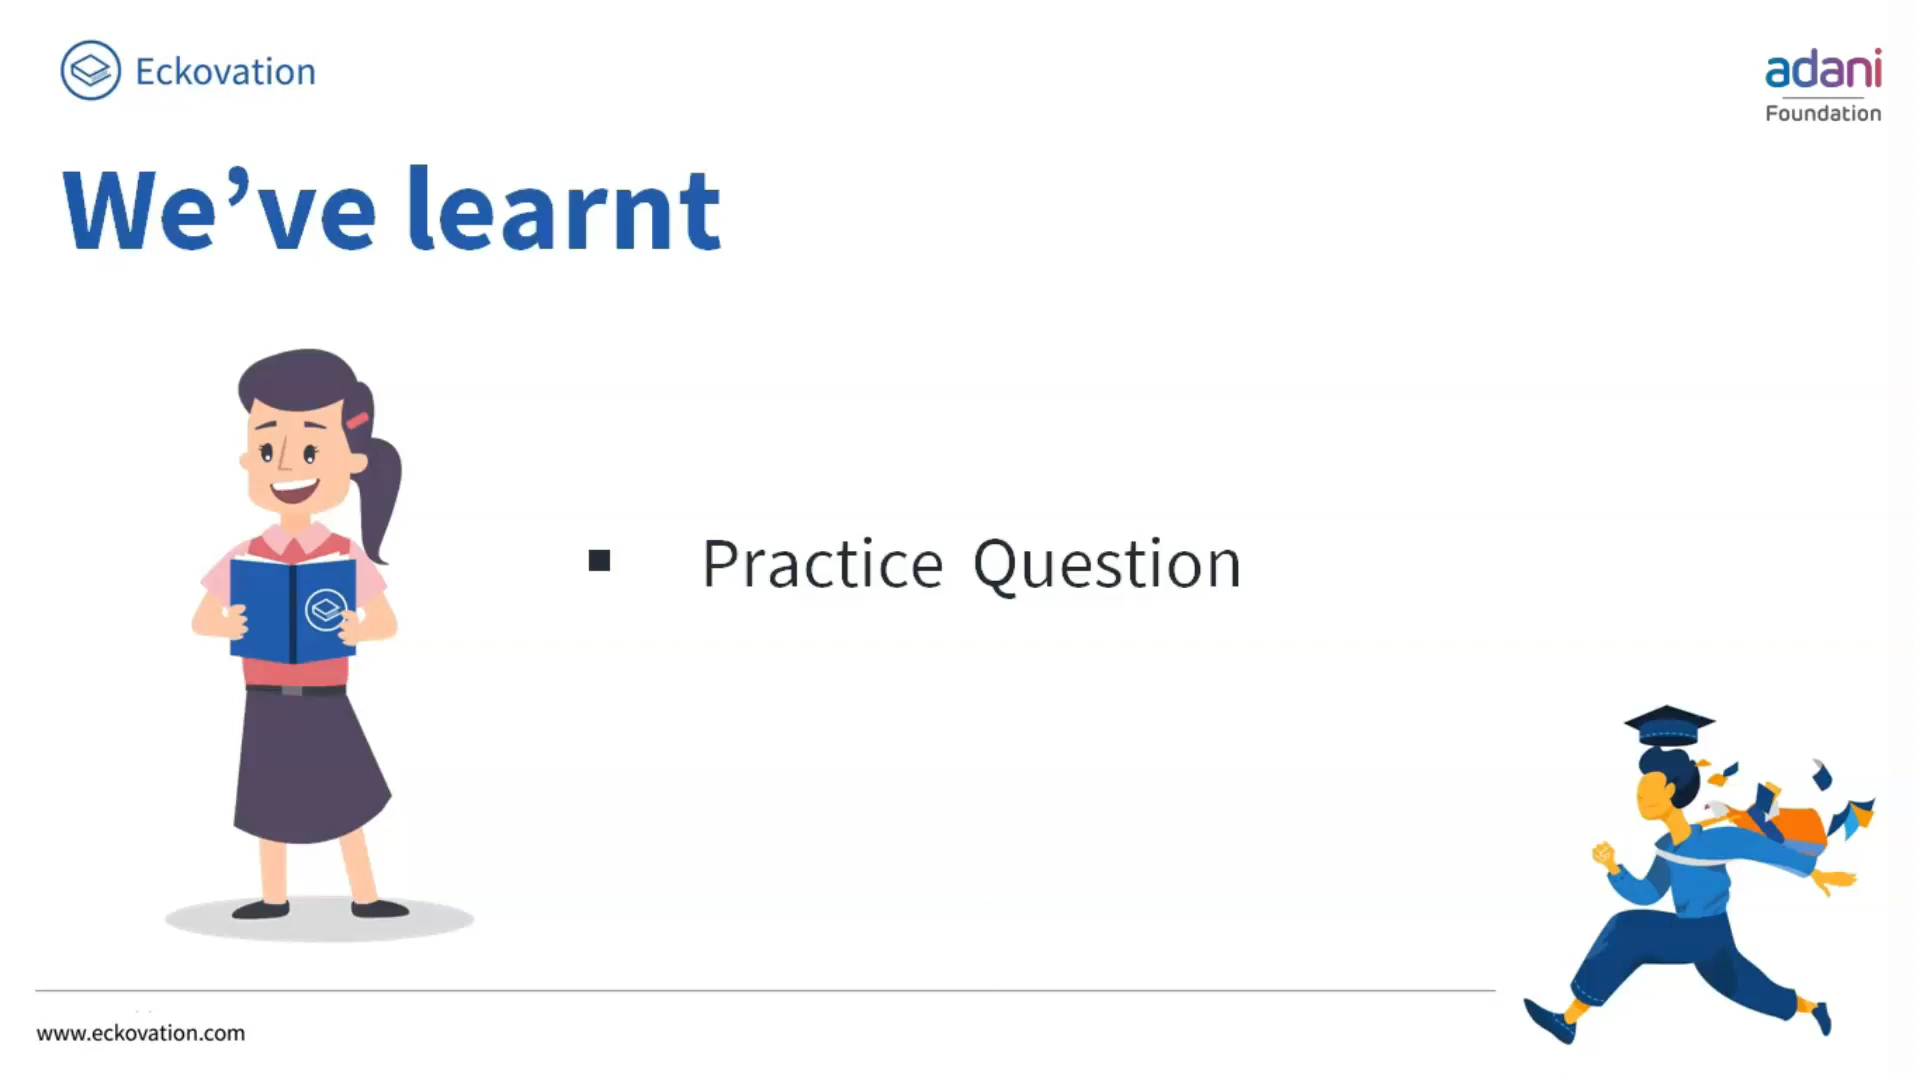 Eckovation
adani
Foundation
We’ve learnt
▪ Practice Question
www.eckovation.com